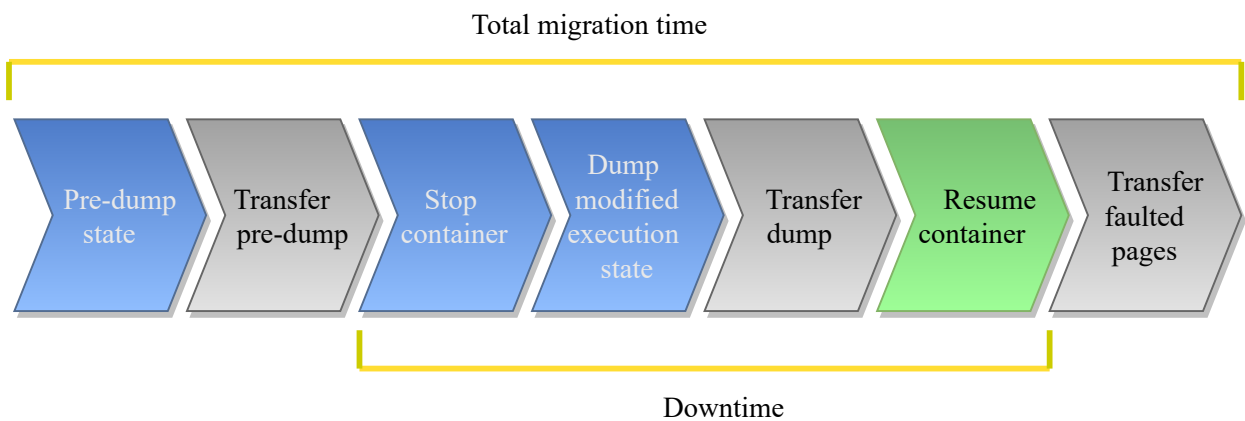 Total migration time
Pre-dump
state
Transfer
pre-dump
Stop
container
Dump
modified
execution
state
Transfer
dump
Resume
container
Transfer
faulted
pages
Downtime